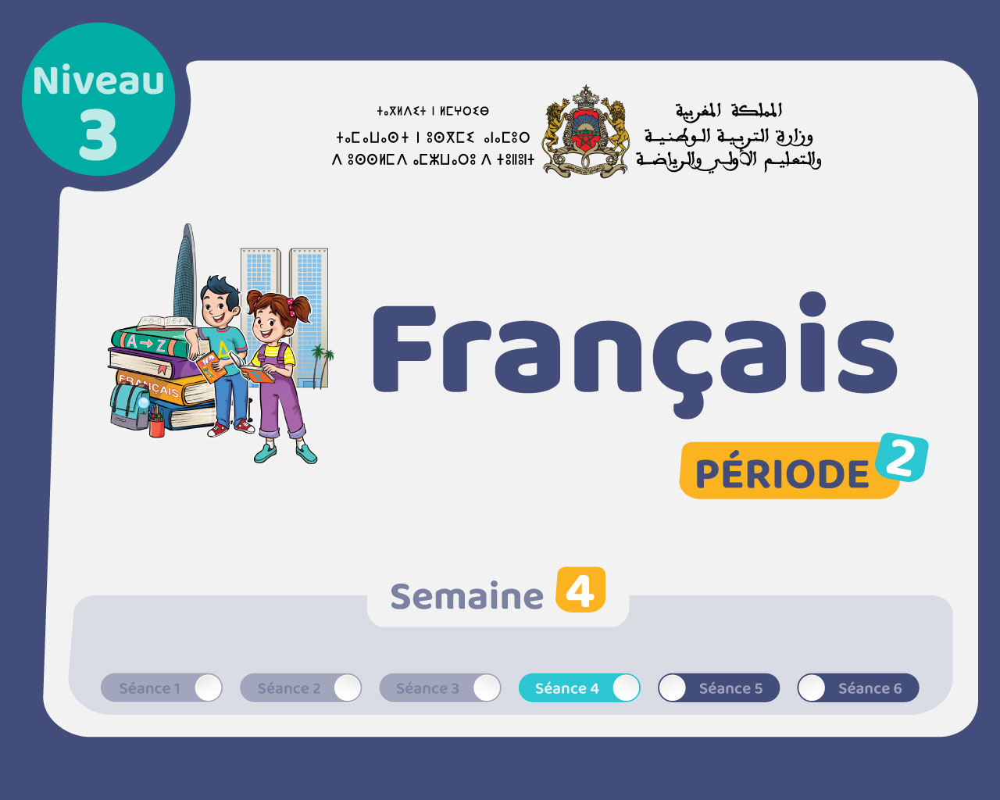 Niveau
3
ⵜⴰⴳⵍⴷⵉⵜ ⵏ ⵍⵎⵖⵔⵉⴱ
ⵜⴰⵎⴰⵡⴰⵙⵜ ⵏ ⵓⵙⴳⵎⵉ ⴰⵏⴰⵎⵓⵔ
ⴷ ⵓⵙⵙⵍⵎⴷ ⴰⵎⵣⵡⴰⵔⵓ ⴷ ⵜⵓⵏⵏⵓⵏⵜ
المملكة المغربية
وزارة التربية الوطنية
والتعليم الأولي والرياضة
A-B-C D-E-F
A → Z
FRANÇAIS
Français
PÉRIODE 2
Semaine 4
Séance 1 Séance 2 Séance 3 Séance 4 Séance 5 Séance 6